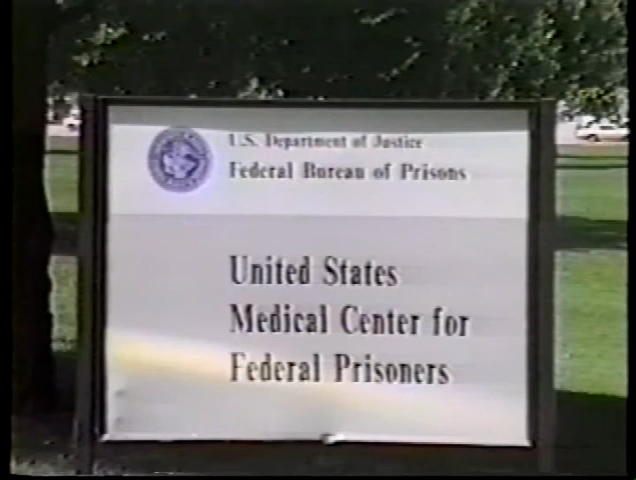 U.S. Department of Justice
Federal Bureau of Prisons
United States
Medical Center for
Federal Prisoners